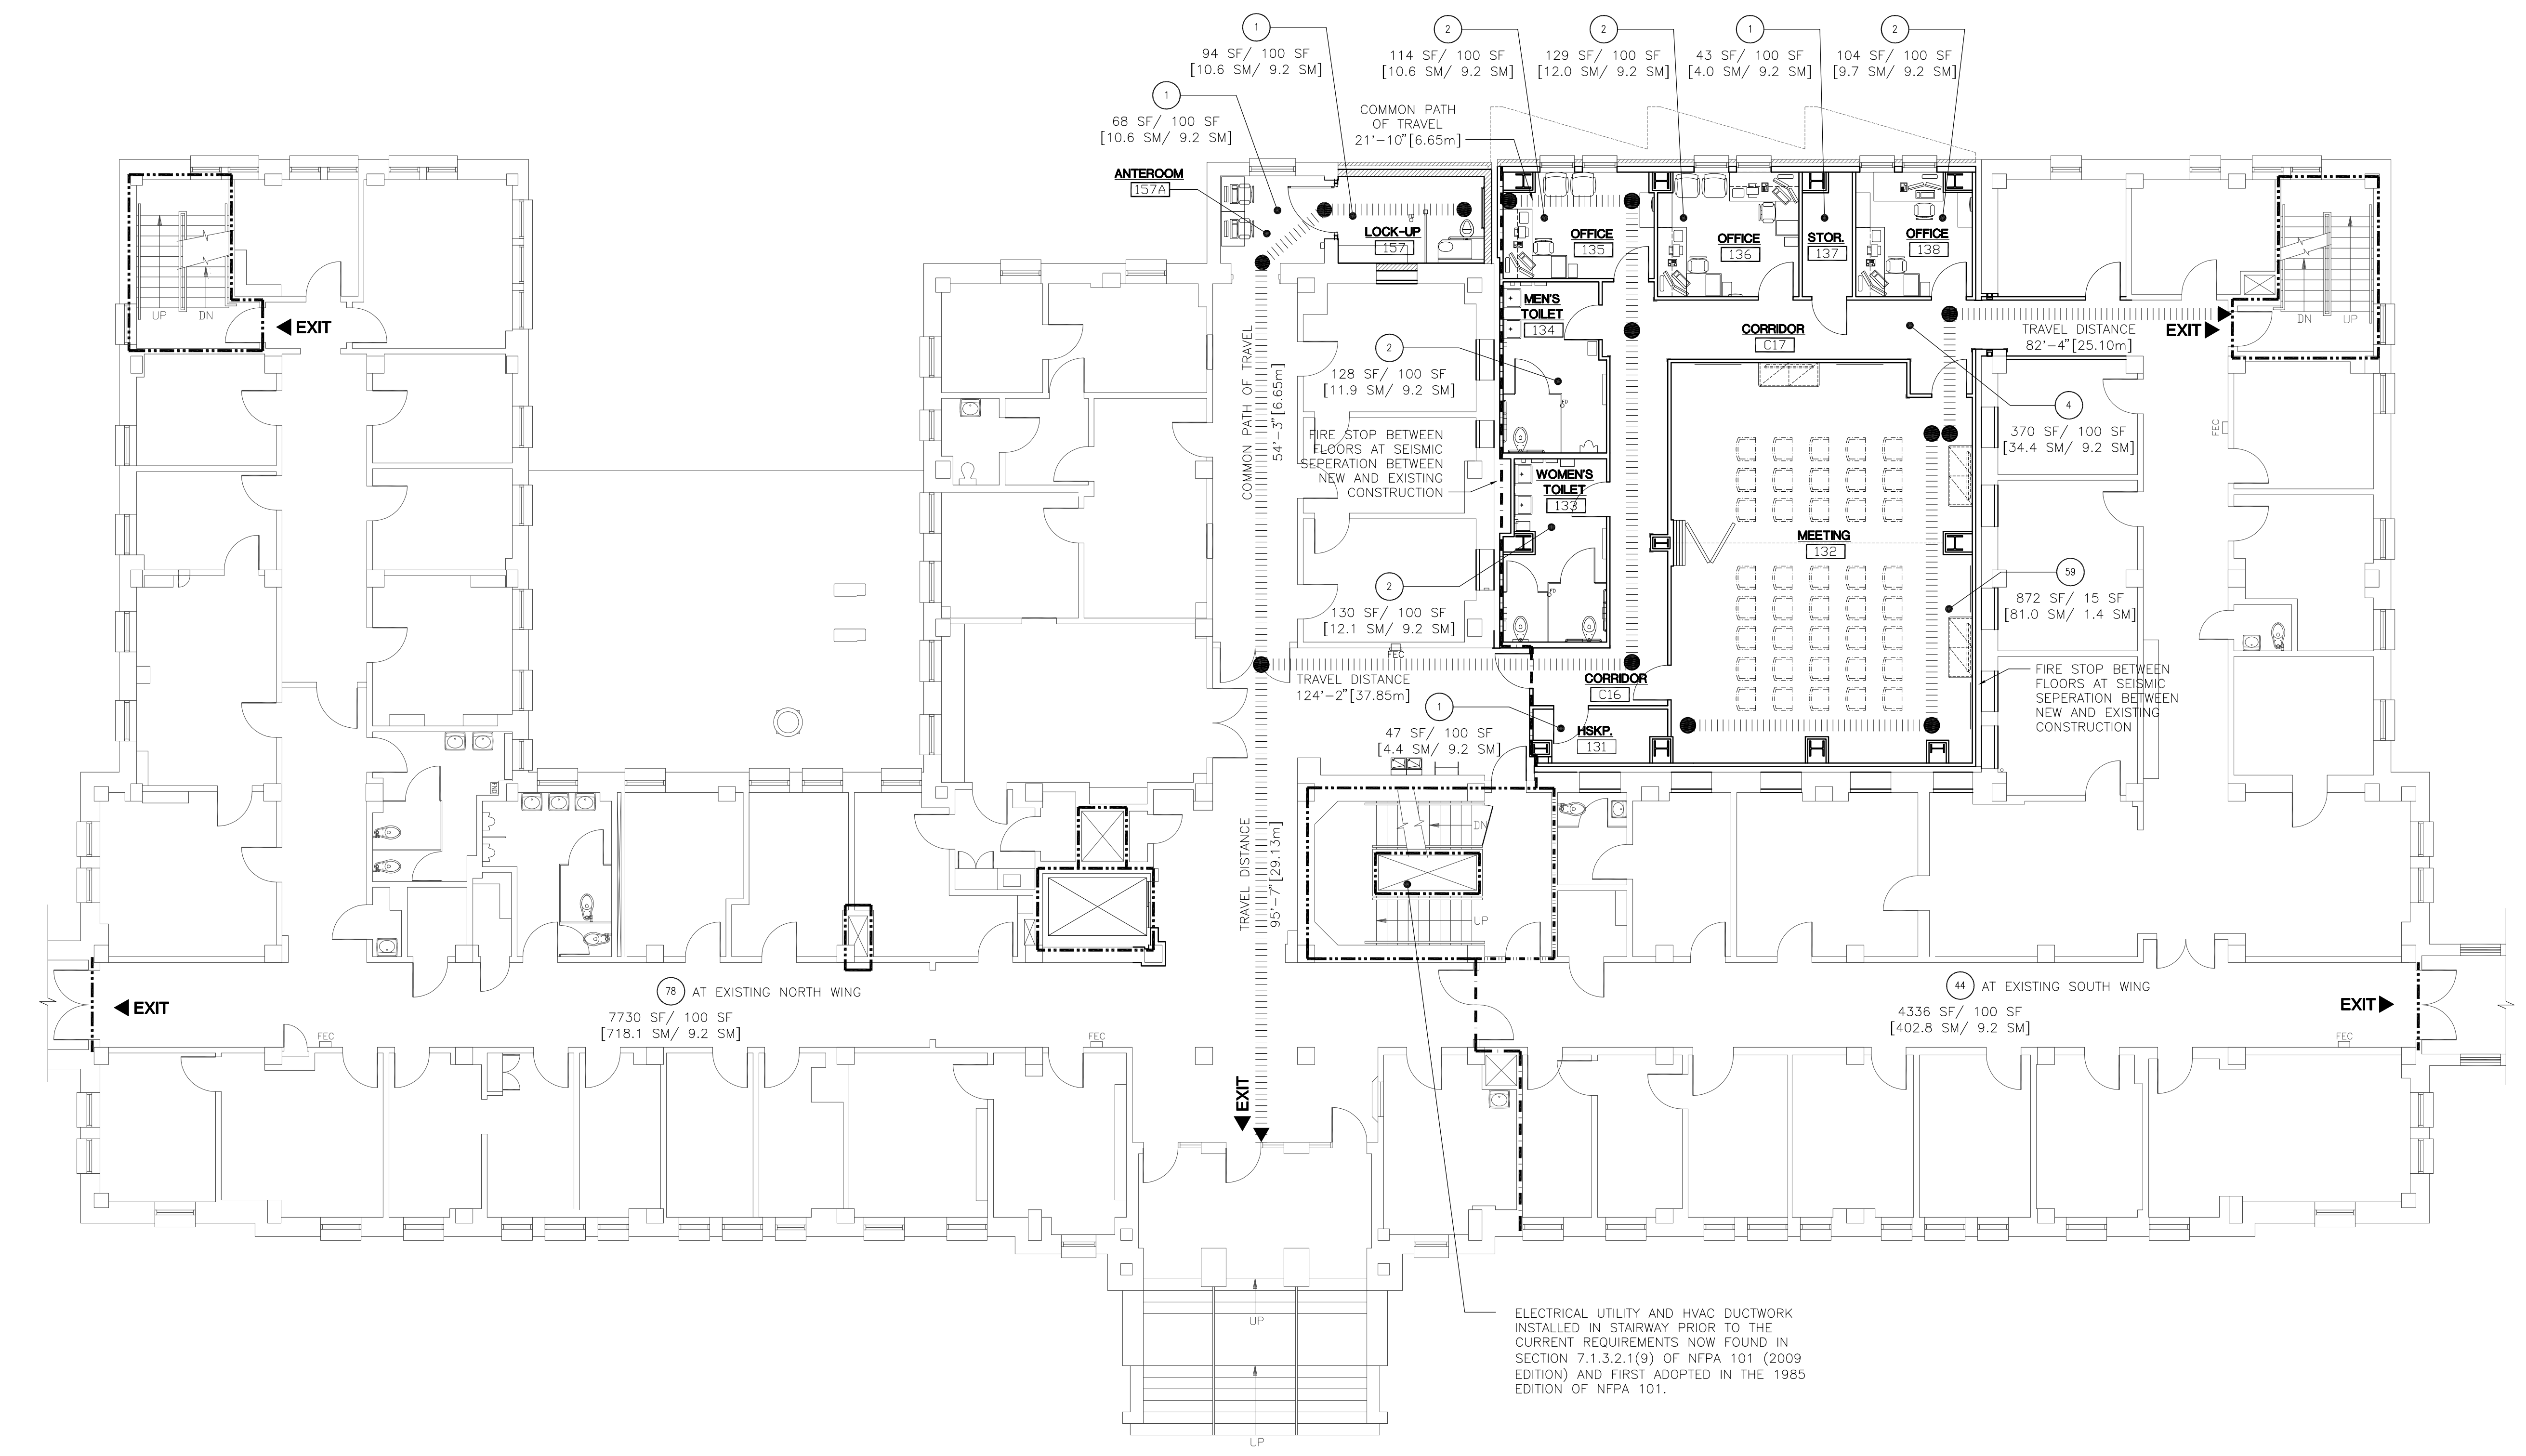 1
94 SF/ 100 SF
[10.6 SM/ 9.2 SM]
2
114 SF/ 100 SF
[10.6 SM/ 9.2 SM]
2
129 SF/ 100 SF
[12.0 SM/ 9.2 SM]
1
43 SF/ 100 SF
[4.0 SM/ 9.2 SM]
2
104 SF/ 100 SF
[9.7 SM/ 9.2 SM]
1
68 SF/ 100 SF
[10.6 SM/ 9.2 SM]
COMMON PATH
OF TRAVEL
21'-10"[6.65m]
ANTEROOM
157A
LOCK-UP
157
OFFICE
135
OFFICE
136
STOR.
137
OFFICE
138
UP
DN
EXIT
MEN'S
TOILET
134
CORRIDOR
C17
TRAVEL DISTANCE
82'-4"[25.10m]
EXIT
DN
UP
COMMON PATH OF TRAVEL
54'-3"[6.65m]
2
128 SF/ 100 SF
[11.9 SM/ 9.2 SM]
4
370 SF/ 100 SF
[34.4 SM/ 9.2 SM]
FEC
FIRE STOP BETWEEN
FLOORS AT SEISMIC
SEPERATION BETWEEN
NEW AND EXISTING
CONSTRUCTION
WOMEN'S
TOILET
133
MEETING
132
2
130 SF/ 100 SF
[12.1 SM/ 9.2 SM]
59
872 SF/ 15 SF
[81.0 SM/ 1.4 SM]
FEC
TRAVEL DISTANCE
124'-2"[37.85m]
CORRIDOR
C16
FIRE STOP BETWEEN
FLOORS AT SEISMIC
SEPERATION BETWEEN
NEW AND EXISTING
CONSTRUCTION
1
47 SF/ 100 SF
[4.4 SM/ 9.2 SM]
HSKP.
131
TRAVEL DISTANCE
95'-7"[29.13m]
DN
UP
EXIT
78 AT EXISTING NORTH WING
7730 SF/ 100 SF
[718.1 SM/ 9.2 SM]
44 AT EXISTING SOUTH WING
4336 SF/ 100 SF
[402.8 SM/ 9.2 SM]
EXIT
FEC
FEC
FEC
EXIT
ELECTRICAL UTILITY AND HVAC DUCTWORK
INSTALLED IN STAIRWAY PRIOR TO THE
CURRENT REQUIREMENTS NOW FOUND IN
SECTION 7.1.3.2.1(9) OF NFPA 101 (2009
EDITION) AND FIRST ADOPTED IN THE 1985
EDITION OF NFPA 101.
UP
UP